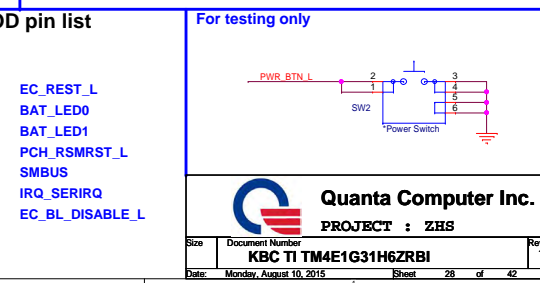 OD pin list
For testing only
PWR_BTN_L
2
1
3
4
5
6
SW2
*Power Switch
EC_REST_L
BAT_LED0
BAT_LED1
PCH_RSMRST_L
SMBUS
IRQ_SERIRQ
EC_BL_DISABLE_L
Quanta Computer Inc.
PROJECT : ZHS
Size Document Number Rev
KBC TI TM4E1G31H6ZRBI
Date: Monday, August 10, 2015 Sheet 28 of 42